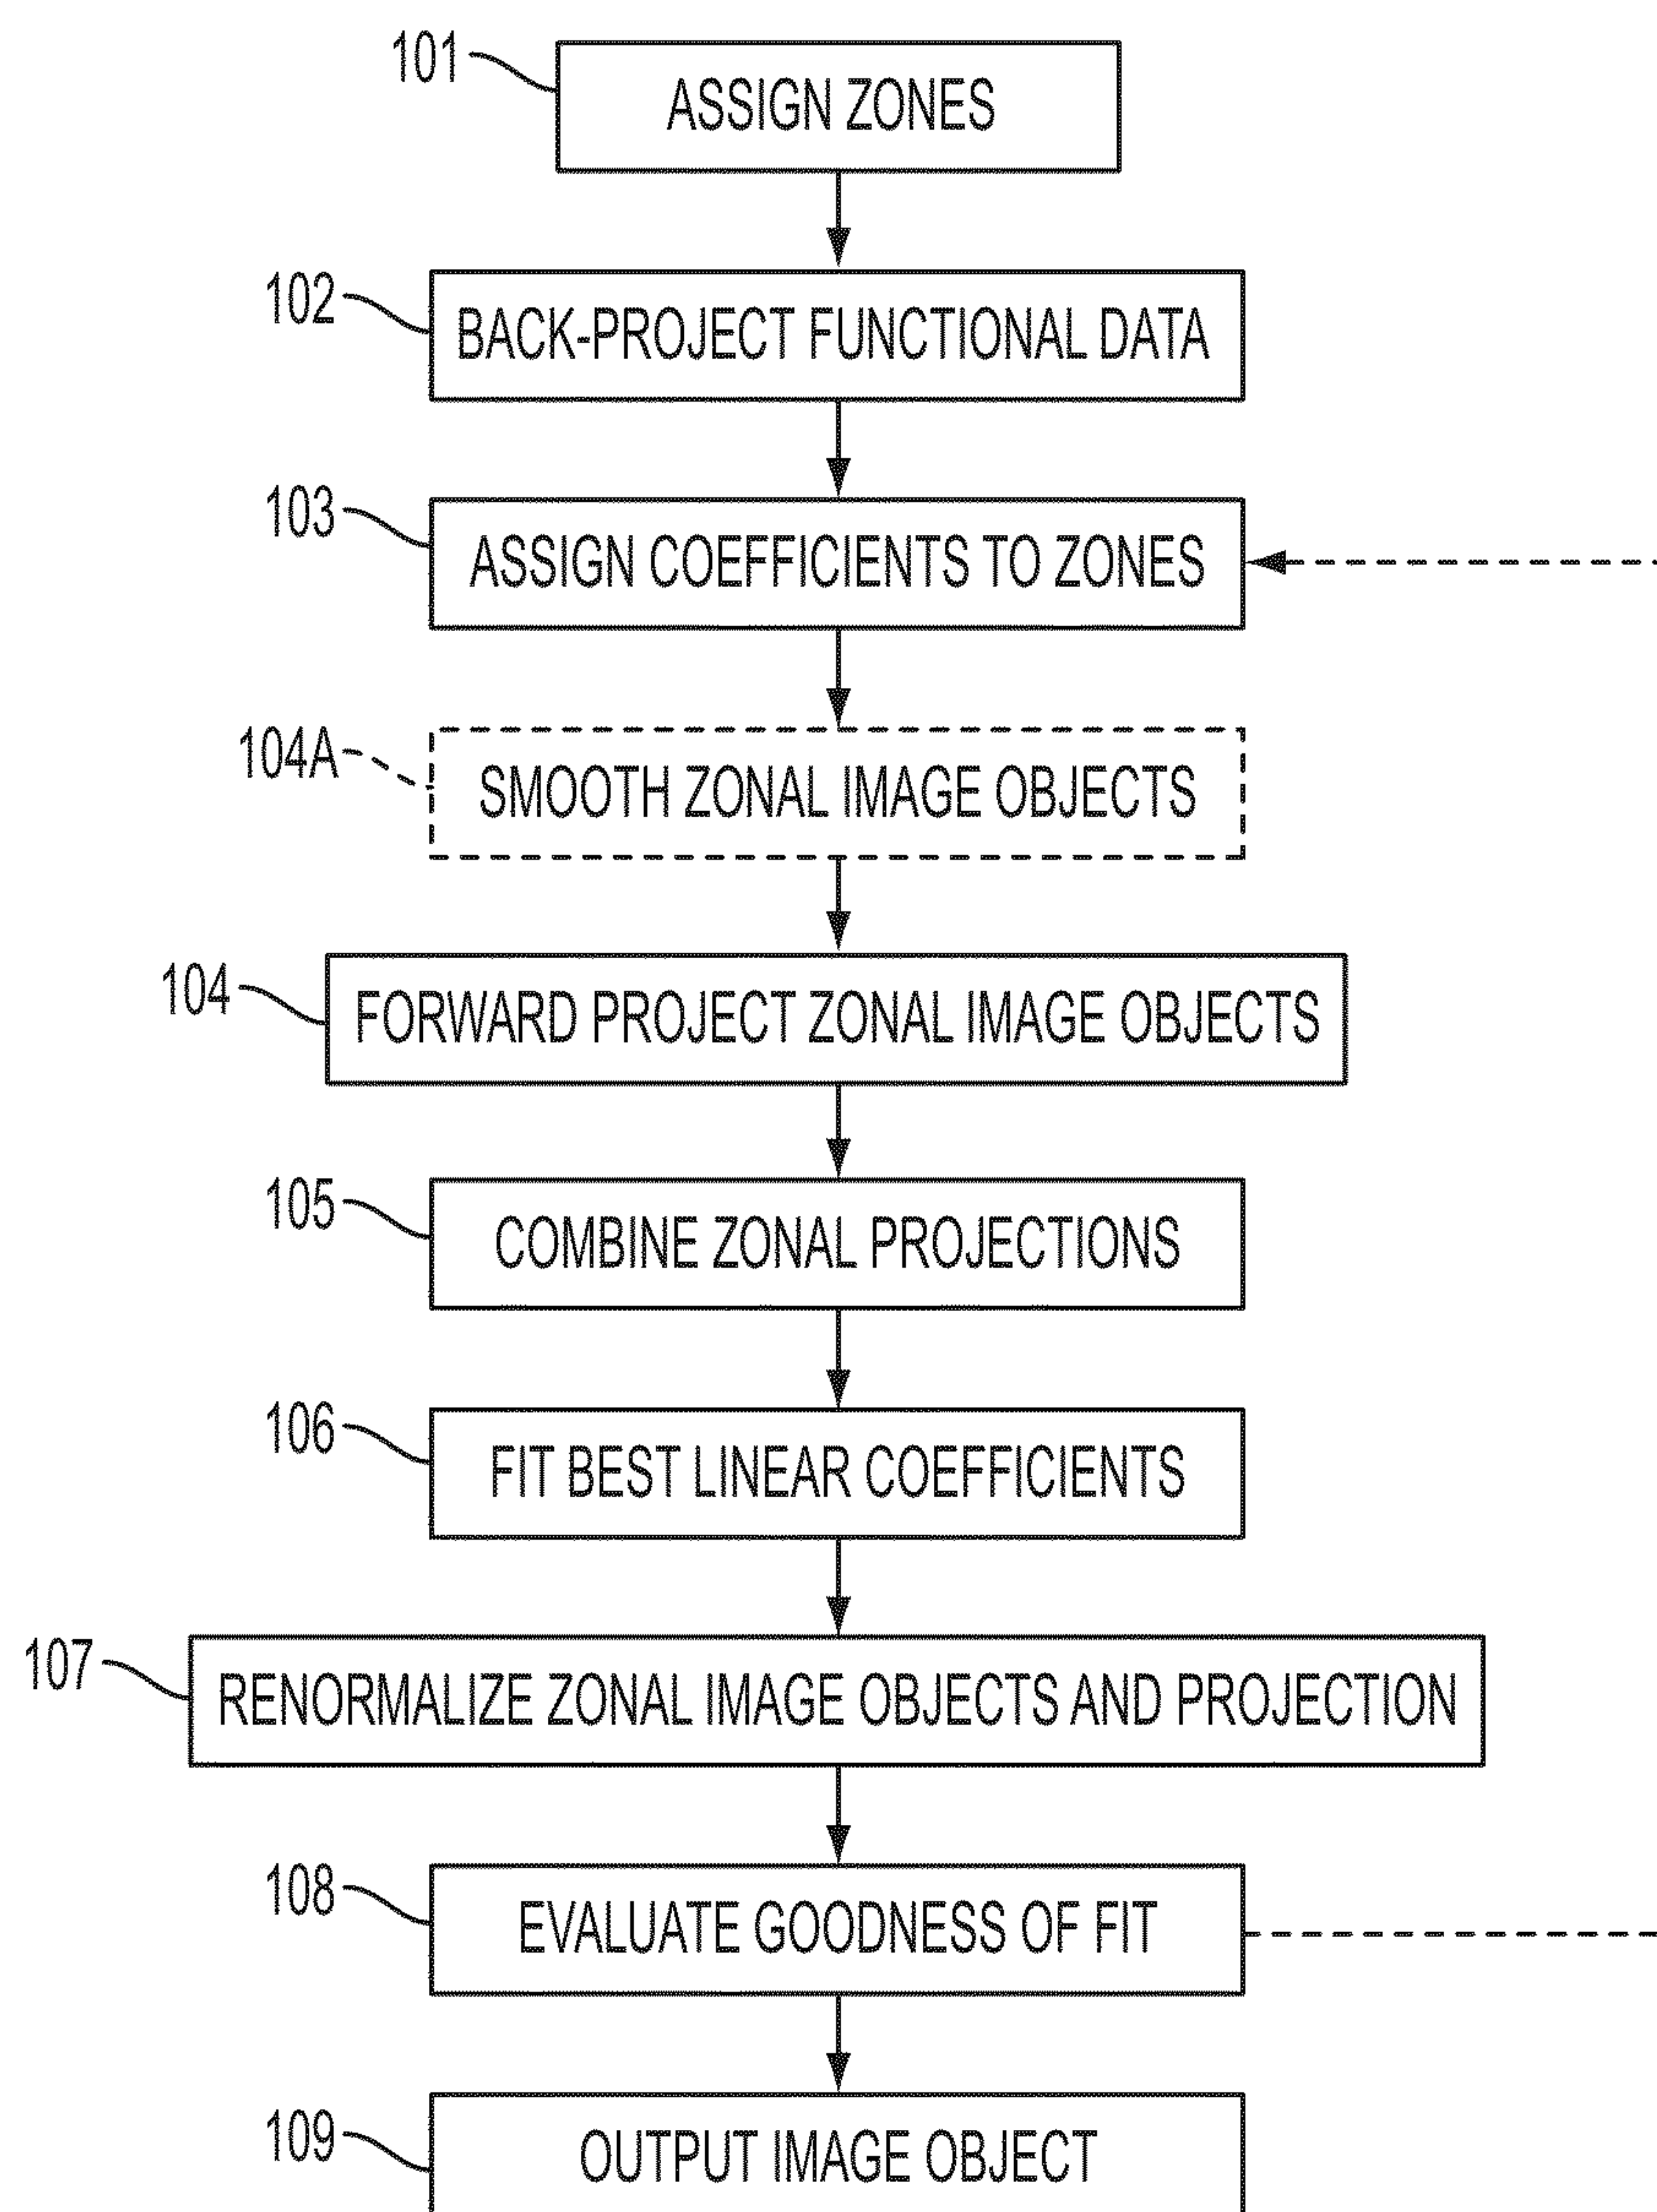 101
ASSIGN ZONES
102
BACK-PROJECT FUNCTIONAL DATA
103
ASSIGN COEFFICIENTS TO ZONES
104A
SMOOTH ZONAL IMAGE OBJECTS
104
FORWARD PROJECT ZONAL IMAGE OBJECTS
105
COMBINE ZONAL PROJECTIONS
106
FIT BEST LINEAR COEFFICIENTS
107
RENORMALIZE ZONAL IMAGE OBJECTS AND PROJECTION
108
EVALUATE GOODNESS OF FIT
109
OUTPUT IMAGE OBJECT